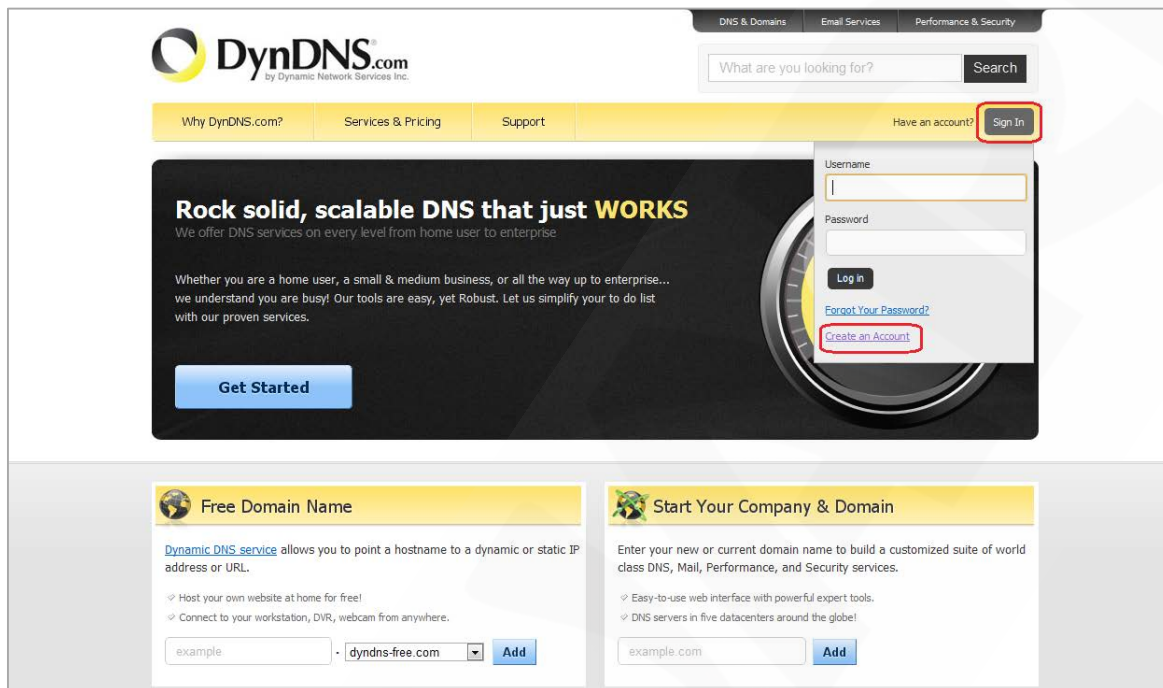 DNS & Domains Email Services Performance & Security
DynDNS.com
by Dynamic Network Services Inc.
What are you looking for? Search
Why DynDNS.com? Services & Pricing Support Have an account? Sign In
Username
Password
Log in
Forgot Your Password?
Create an Account
Rock solid, scalable DNS that just WORKS
We offer DNS services on every level from home user to enterprise
Whether you are a home user, a small & medium business, or all the way up to enterprise...
we understand you are busy! Our tools are easy, yet Robust. Let us simplify your to do list
with our proven services.
Get Started
Free Domain Name
Dynamic DNS service allows you to point a hostname to a dynamic or static IP
address or URL.
Host your own website at home for free!
Connect to your workstation, DVR, webcam from anywhere.
example . dyndns-free.com Add
Start Your Company & Domain
Enter your new or current domain name to build a customized suite of world
class DNS, Mail, Performance, and Security services.
Easy-to-use web interface with powerful expert tools.
DNS servers in five datacenters around the globe!
example.com Add